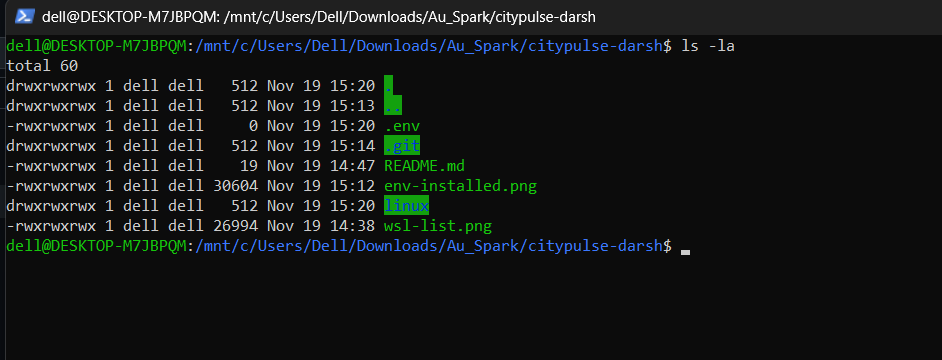 dell@DESKTOP-M7JBPQM: /mnt/c/Users/Dell/Downloads/Au_Spark/citypulse-darsh
dell@DESKTOP-M7JBPQM:/mnt/c/Users/Dell/Downloads/Au_Spark/citypulse-darsh$ ls -la
total 60
drwxrwxrwx 1 dell dell   512 Nov 19 15:20 .
drwxrwxrwx 1 dell dell   512 Nov 19 15:13 ..
-rwxrwxrwx 1 dell dell     0 Nov 19 15:20 .env
drwxrwxrwx 1 dell dell   512 Nov 19 15:14 .git
-rwxrwxrwx 1 dell dell    19 Nov 19 14:47 README.md
-rwxrwxrwx 1 dell dell 30604 Nov 19 15:12 env-installed.png
drwxrwxrwx 1 dell dell   512 Nov 19 15:20 linux
-rwxrwxrwx 1 dell dell 26994 Nov 19 14:38 wsl-list.png
dell@DESKTOP-M7JBPQM:/mnt/c/Users/Dell/Downloads/Au_Spark/citypulse-darsh$